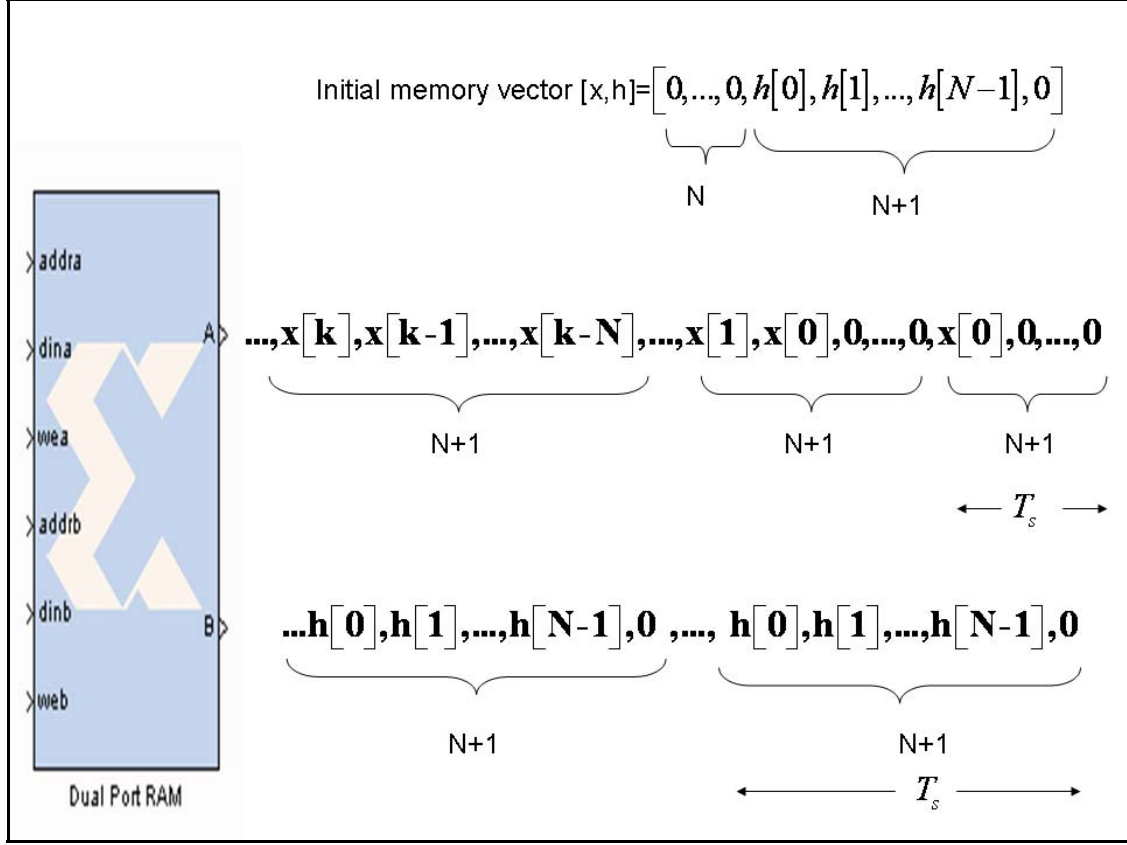 Initial memory vector [x,h]=[0,...,0,h[0],h[1],...,h[N−1],0]
N
N+1
addra
dina
wea
addrb
dinb
web
A
B
Dual Port RAM
...,x[k],x[k-1],...,x[k-N],...,x[1],x[0],0,...,0,x[0],0,...,0
N+1
N+1
N+1
Ts
...h[0],h[1],...,h[N-1],0 ,..., h[0],h[1],...,h[N-1],0
N+1
N+1
Ts